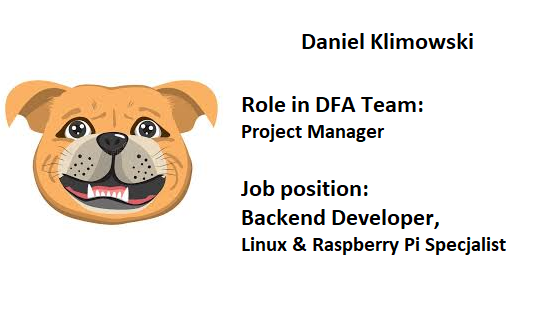 Daniel Klimowski
Role in DFA Team:
Project Manager
Job position:
Backend Developer,
Linux & Raspberry Pi Specjalist